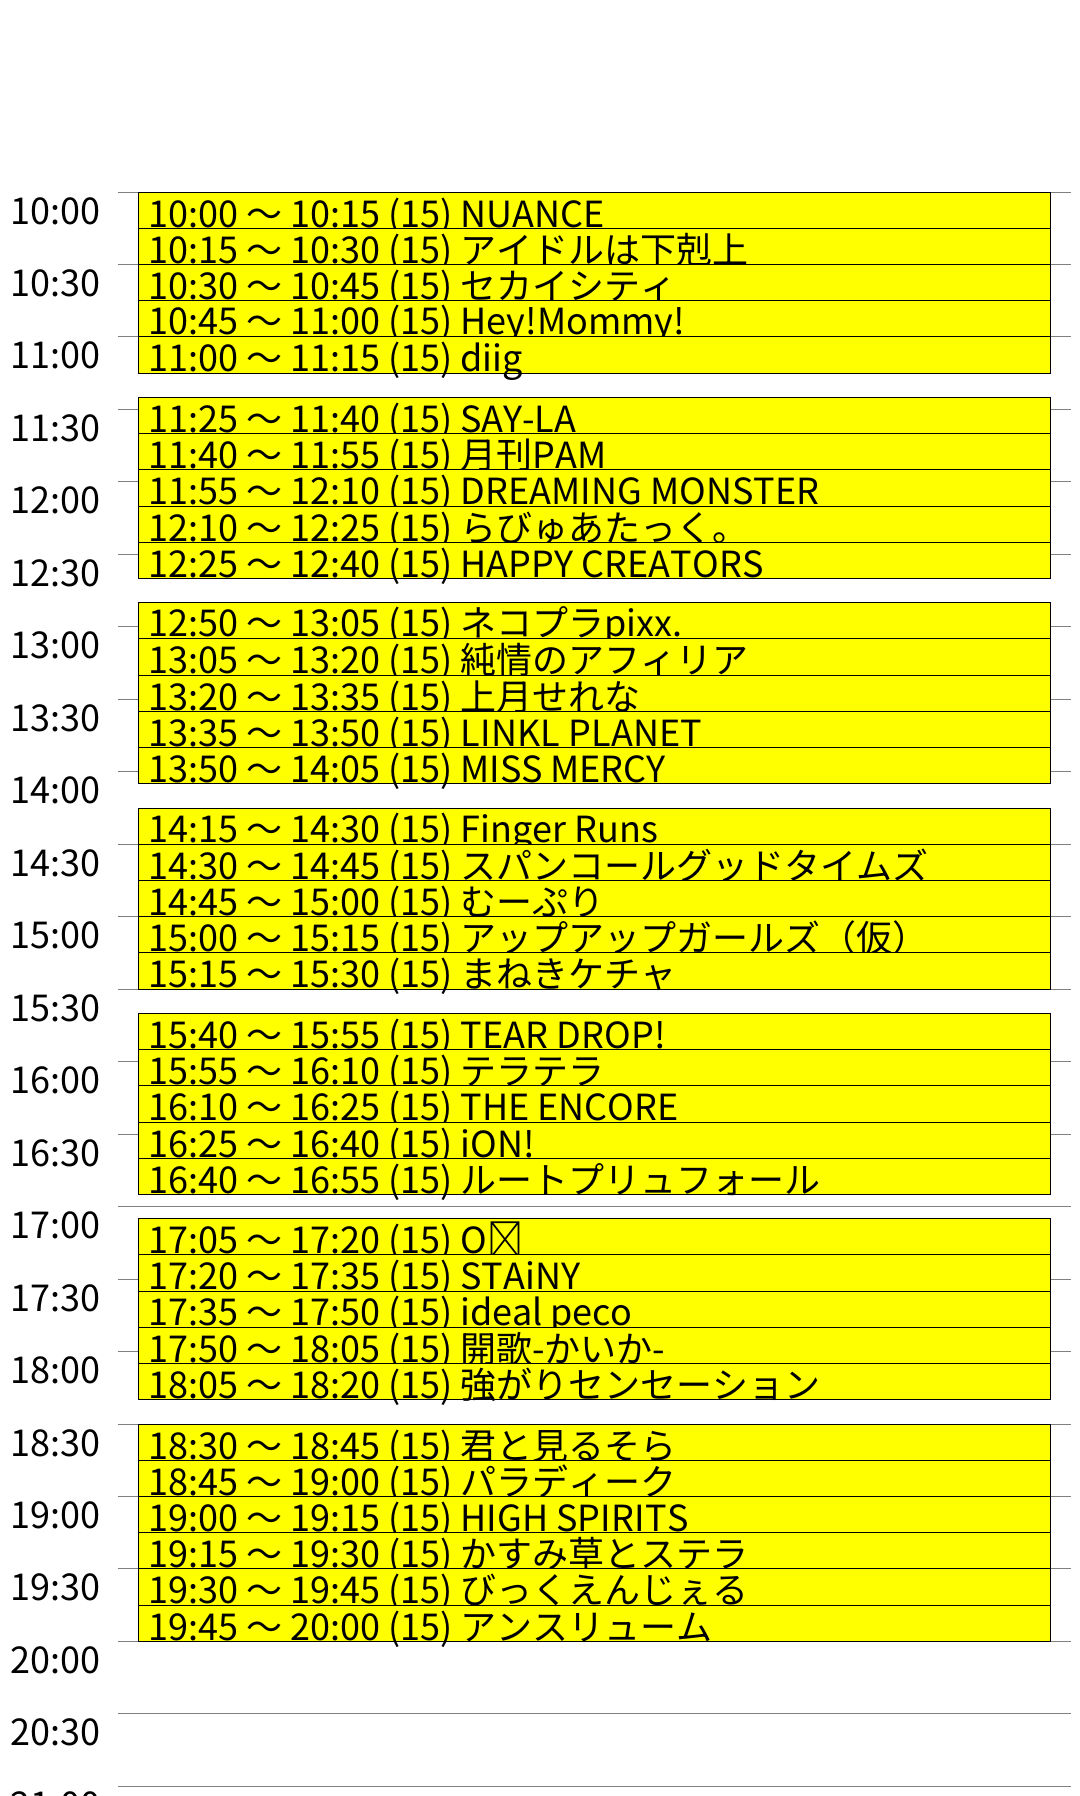 10:00
10:00 ～ 10:15 (15) NUANCE
10:15 ～ 10:30 (15) アイドルは下剋上
10:30
10:30 ～ 10:45 (15) セカイシティ
10:45 ～ 11:00 (15) Hey!Mommy!
11:00
11:00 ～ 11:15 (15) diig
11:25 ～ 11:40 (15) SAY-LA
11:30
11:40 ～ 11:55 (15) 月刊PAM
11:55 ～ 12:10 (15) DREAMING MONSTER
12:00
12:10 ～ 12:25 (15) らびゅあたっく。
12:25 ～ 12:40 (15) HAPPY CREATORS
12:30
12:50 ～ 13:05 (15) ネコプラpixx.
13:00
13:05 ～ 13:20 (15) 純情のアフィリア
13:20 ～ 13:35 (15) 上月せれな
13:30
13:35 ～ 13:50 (15) LINKL PLANET
13:50 ～ 14:05 (15) MISS MERCY
14:00
14:15 ～ 14:30 (15) Finger Runs
14:30
14:30 ～ 14:45 (15) スパンコールグッドタイムズ
14:45 ～ 15:00 (15) むーぷり
15:00
15:00 ～ 15:15 (15) アップアップガールズ（仮）
15:15 ～ 15:30 (15) まねきケチャ
15:30
15:40 ～ 15:55 (15) TEAR DROP!
15:55 ～ 16:10 (15) テラテラ
16:00
16:10 ～ 16:25 (15) THE ENCORE
16:25 ～ 16:40 (15) iON!
16:30
16:40 ～ 16:55 (15) ルートプリュフォール
17:00
17:05 ～ 17:20 (15)
17:20 ～ 17:35 (15) STAiNY
17:30
17:35 ～ 17:50 (15) ideal peco
17:50 ～ 18:05 (15) 開歌-かいか-
18:00
18:05 ～ 18:20 (15) 強がりセンセーション
18:30
18:30 ～ 18:45 (15) 君と見るそら
18:45 ～ 19:00 (15) パラディーク
19:00
19:00 ～ 19:15 (15) HIGH SPIRITS
19:15 ～ 19:30 (15) かすみ草とステラ
19:30
19:30 ～ 19:45 (15) びっくえんじぇる
19:45 ～ 20:00 (15) アンスリューム
20:00
20:30